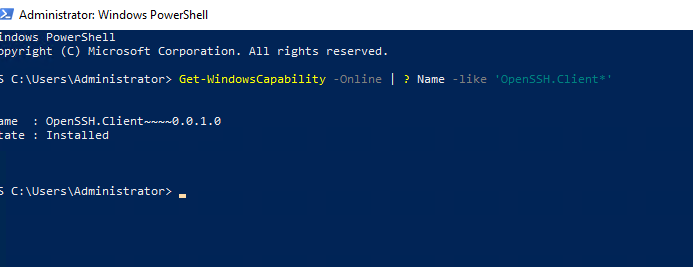 Administrator: Windows PowerShell
indows PowerShell
opyright (C) Microsoft Corporation. All rights reserved.
S C:\Users\Administrator> Get-WindowsCapability -Online | ? Name -like 'OpenSSH.Client*'
ame  : OpenSSH.Client~~~~0.0.1.0
tate : Installed
S C:\Users\Administrator>